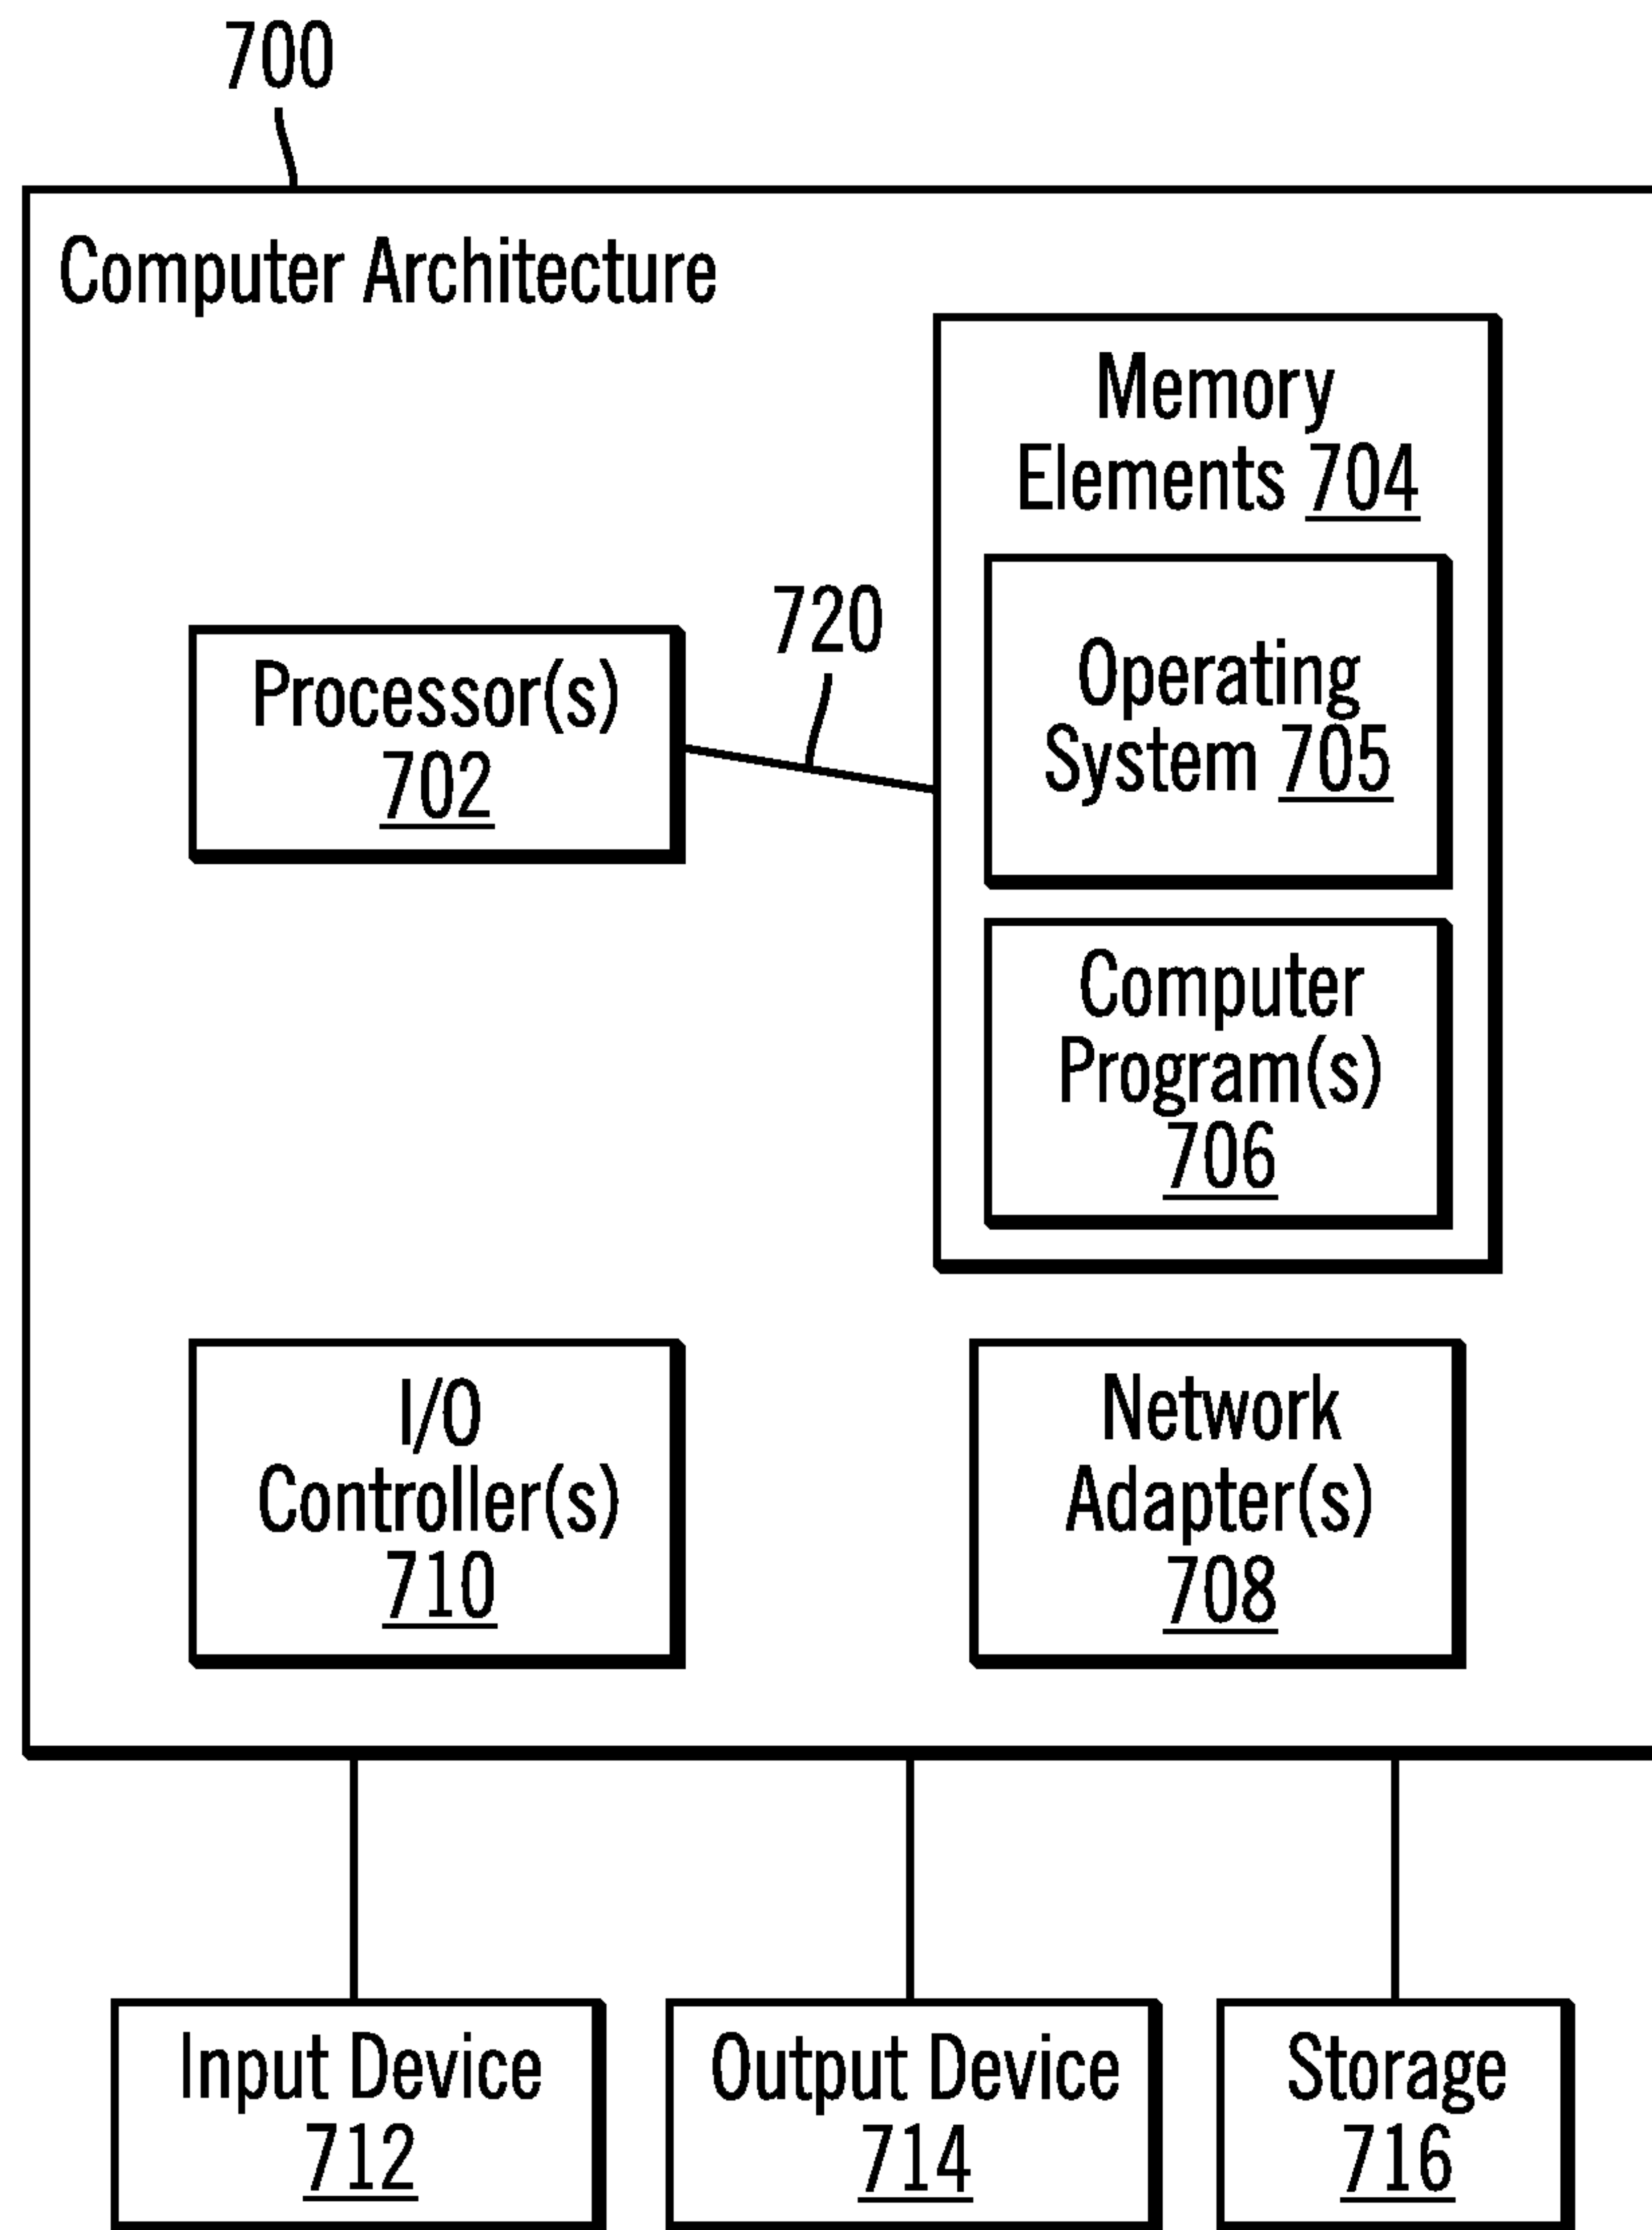 700
Computer Architecture
Memory
Elements 704
720
Processor(s)
702
Operating
System 705
Computer
Program(s)
706
I/O
Controller(s)
710
Network
Adapter(s)
708
Input Device
712
Output Device
714
Storage
716